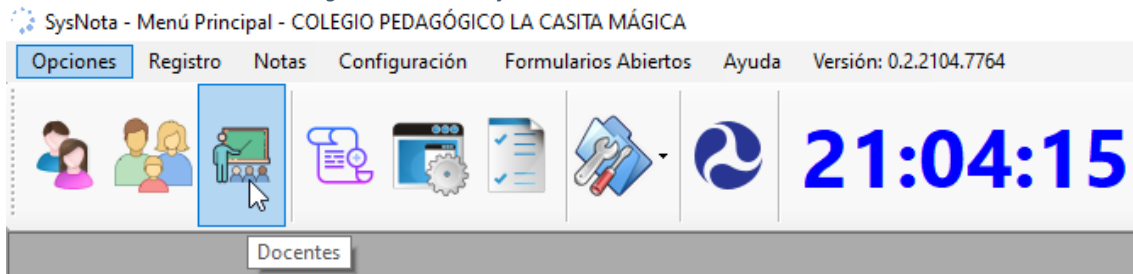 SysNota - Menú Principal - COLEGIO PEDAGÓGICO LA CASITA MÁGICA
Opciones Registro Notas Configuración Formularios Abiertos Ayuda Versión: 0.2.2104.7764
21:04:15
Docentes